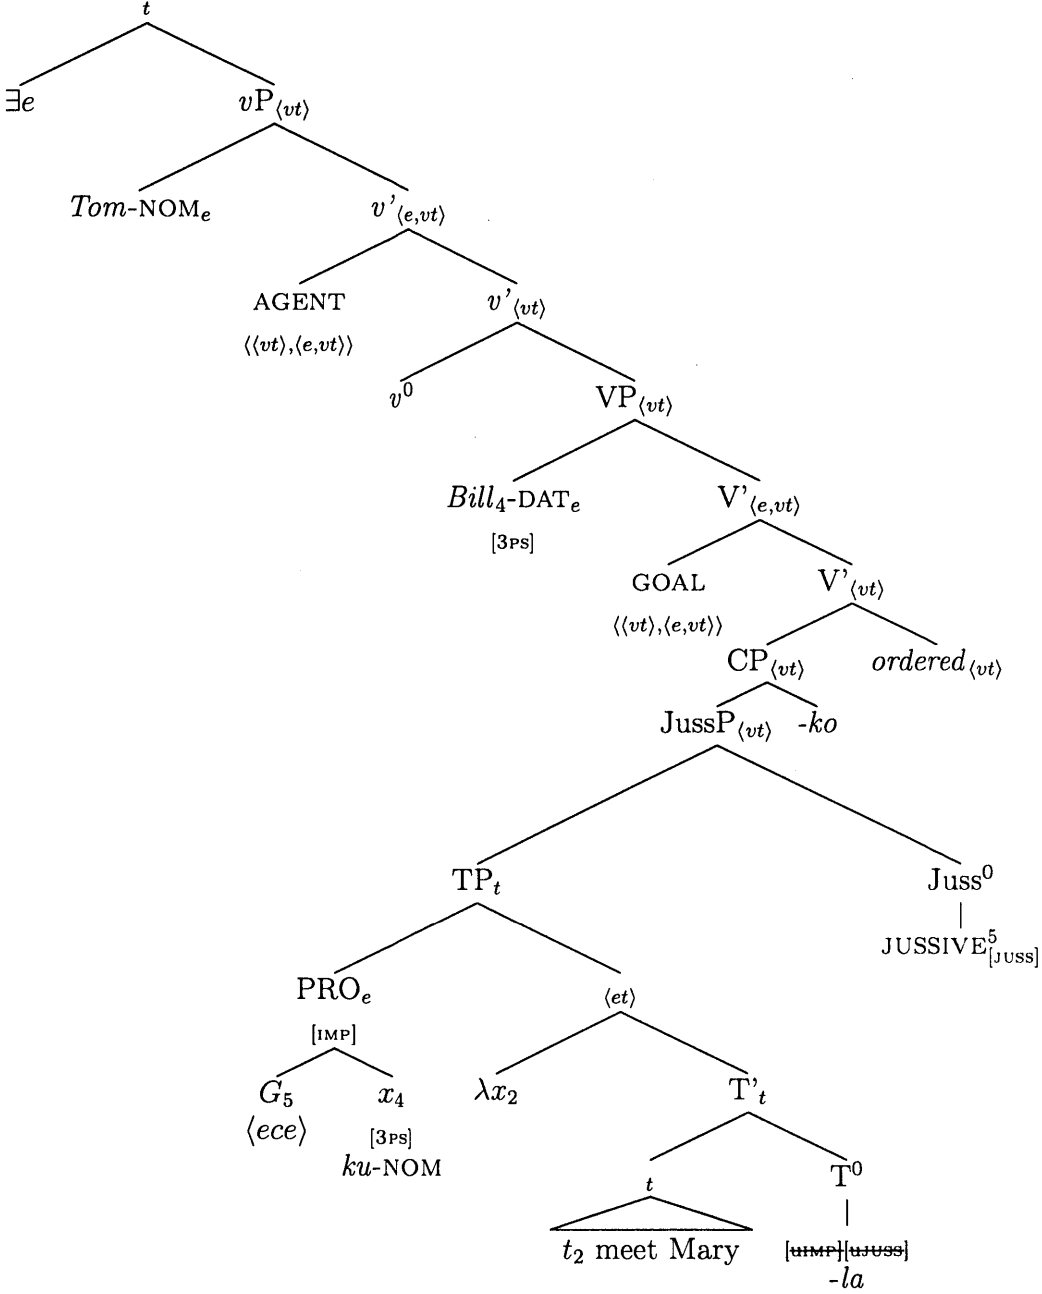 t
∃e vP⟨vt⟩
Tom-NOMe v’⟨e,vt⟩
AGENT v’⟨vt⟩
⟨⟨vt⟩,⟨e,vt⟩⟩
v⁰ VP⟨vt⟩
Bill₄-DATe V’⟨e,vt⟩
[3PS]
GOAL V’⟨vt⟩
⟨⟨vt⟩,⟨e,vt⟩⟩
CP⟨vt⟩ ordered⟨vt⟩
JussP⟨vt⟩ -ko
TPt Juss⁰
JUSSIVE⁵[JUSS]
PROe ⟨et⟩
[IMP]
G₅ x₄ λx₂ T’t
⟨ece⟩ [3PS]
ku-NOM
t T⁰
t₂ meet Mary [uIMP][uJUSS]
-la